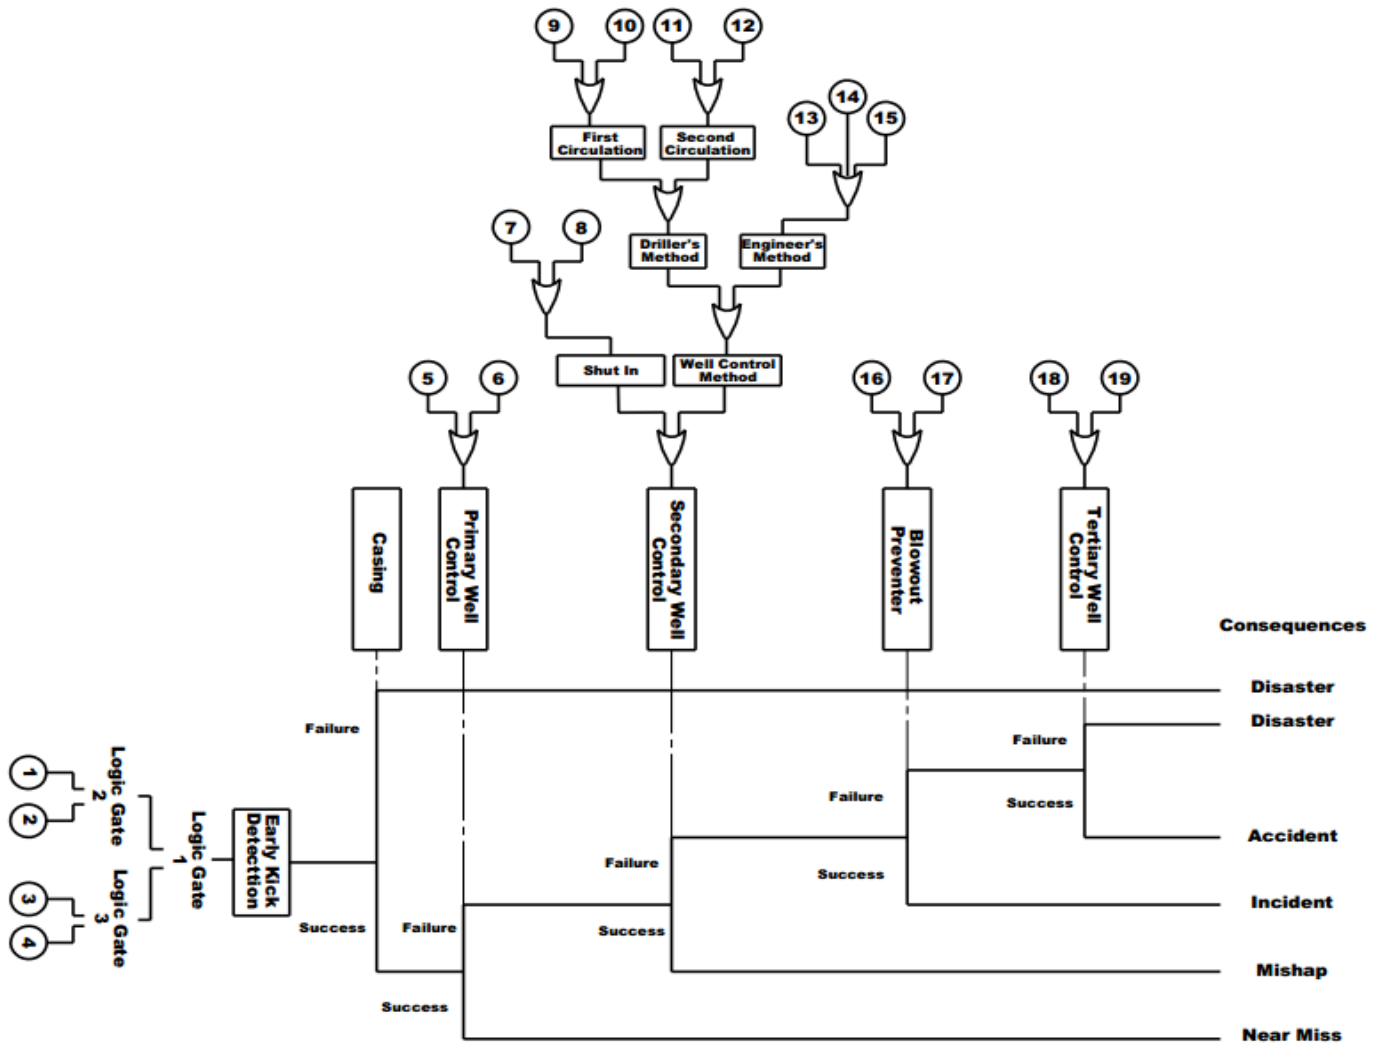 9
10
11
12
13
14
15
First
Circulation
Second
Circulation
7
8
Driller's
Method
Engineer's
Method
5
6
Shut In
Well Control
Method
16
17
18
19
Casing
Primary Well
Control
Secondary Well
Control
Blowout
Preventer
Tertiary Well
Control
Consequences
Disaster
Failure
Disaster
Failure
1
2
Logic Gate
2
Failure
Success
Accident
Logic Gate
1
Early Kick
Detecttion
Failure
Success
Incident
3
4
Logic Gate
3
Success
Failure
Success
Mishap
Success
Near Miss